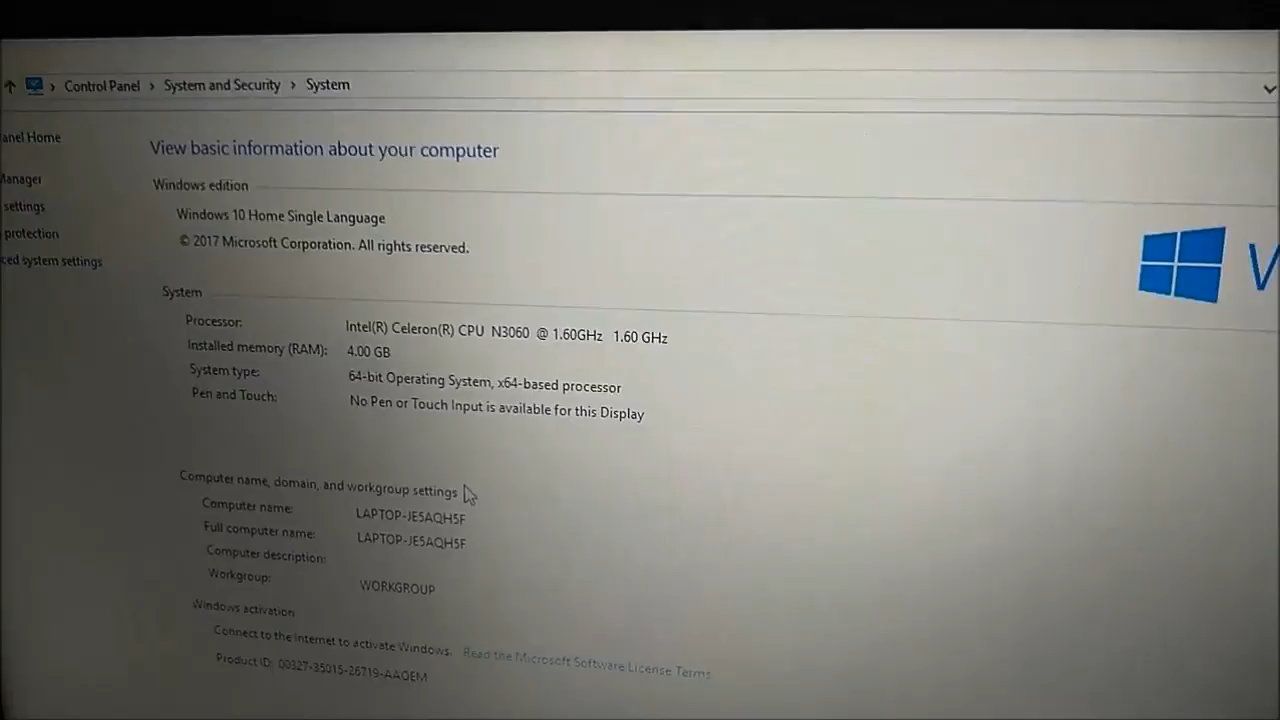 Control Panel › System and Security › System
anel Home
View basic information about your computer
Manager
Windows edition
settings
Windows 10 Home Single Language
protection
© 2017 Microsoft Corporation. All rights reserved.
ced system settings
System
Processor: Intel(R) Celeron(R) CPU N3060 @ 1.60GHz 1.60 GHz
Installed memory (RAM): 4.00 GB
System type: 64-bit Operating System, x64-based processor
Pen and Touch: No Pen or Touch Input is available for this Display
Computer name, domain, and workgroup settings
Computer name: LAPTOP-JE5AQH5F
Full computer name: LAPTOP-JE5AQH5F
Computer description:
Workgroup: WORKGROUP
Windows activation
Connect to the Internet to activate Windows. Read the Microsoft Software License Terms
Product ID: 00327-35015-26719-AAOEM